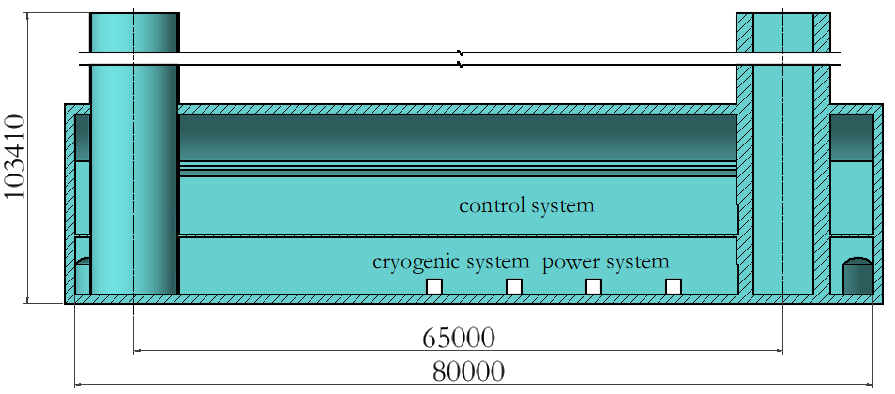 103410
control system
cryogenic system power system
65000
80000